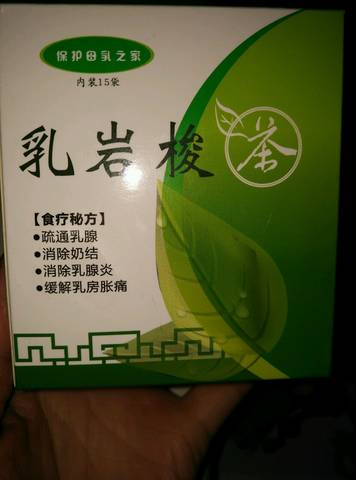 保护母乳之家
内装15袋
乳岩梭
茶
【食疗秘方】
●疏通乳腺
●消除奶结
●消除乳腺炎
●缓解乳房胀痛